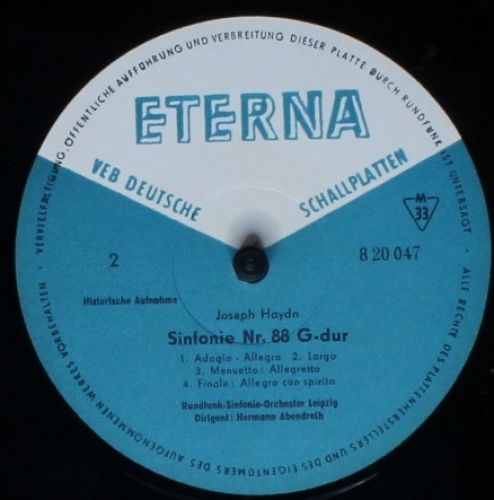 ALLE RECHTE DES PLATTENHERSTELLERS UND DES EIGENTÜMERS DES AUFGENOMMENEN WERKES VORBEHALTEN · VERVIELFÄLTIGUNG, ÖFFENTLICHE AUFFÜHRUNG UND VERBREITUNG DIESER PLATTE DURCH RUNDFUNK IST UNTERSAGT ·
ETERNA
VEB DEUTSCHE SCHALLPLATTEN
M
33
2
8 20 047
Historische Aufnahme
Joseph Haydn
Sinfonie Nr. 88 G-dur
1. Adagio - Allegro 2. Largo
3. Menuetto: Allegretto
4. Finale: Allegro con spirito
Rundfunk-Sinfonie-Orchester Leipzig
Dirigent: Hermann Abendroth